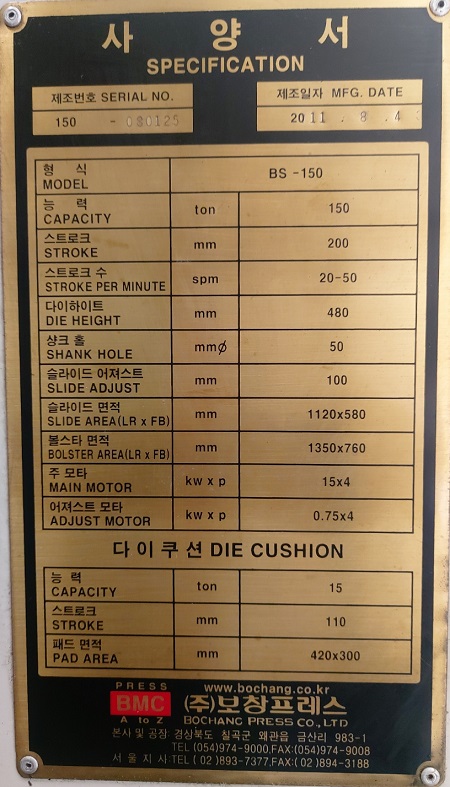 사 양 서
SPECIFICATION
제조번호 SERIAL NO.
150 - 080125
제조일자 MFG. DATE
2011 . 8 . 4
형 식
MODEL
BS -150
능 력
CAPACITY
ton
150
스트로크
STROKE
mm
200
스트로크 수
STROKE PER MINUTE
spm
20-50
다이하이트
DIE HEIGHT
mm
480
샹크 홀
SHANK HOLE
mmφ
50
슬라이드 어져스트
SLIDE ADJUST
mm
100
슬라이드 면적
SLIDE AREA(LR x FB)
mm
1120x580
볼스타 면적
BOLSTER AREA(LR x FB)
mm
1350x760
주 모타
MAIN MOTOR
kw x p
15x4
어져스트 모타
ADJUST MOTOR
kw x p
0.75x4
다 이 쿠 션 DIE CUSHION
능 력
CAPACITY
ton
15
스트로크
STROKE
mm
110
패드 면적
PAD AREA
mm
420x300
PRESS
BMC
A to Z
www.bochang.co.kr
(주)보창프레스
BOCHANG PRESS CO., LTD
본사 및 공장: 경상북도 칠곡군 왜관읍 금산리 983-1
TEL (054)974-9000,FAX:(054)974-9008
서 울 지 사:TEL ( 02 )893-7377,FAX:( 02 )894-3188